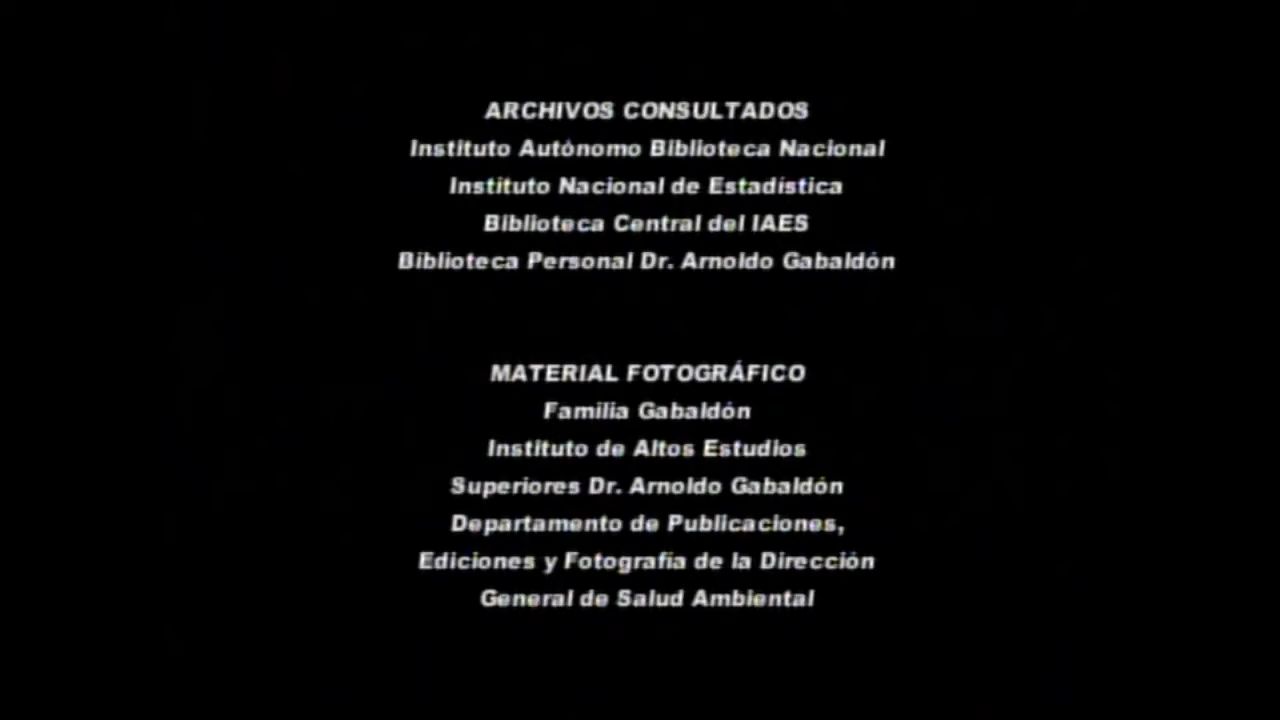 ARCHIVOS CONSULTADOS
Instituto Autónomo Biblioteca Nacional
Instituto Nacional de Estadística
Biblioteca Central del IAES
Biblioteca Personal Dr. Arnoldo Gabaldón
MATERIAL FOTOGRÁFICO
Familia Gabaldón
Instituto de Altos Estudios
Superiores Dr. Arnoldo Gabaldón
Departamento de Publicaciones,
Ediciones y Fotografía de la Dirección
General de Salud Ambiental